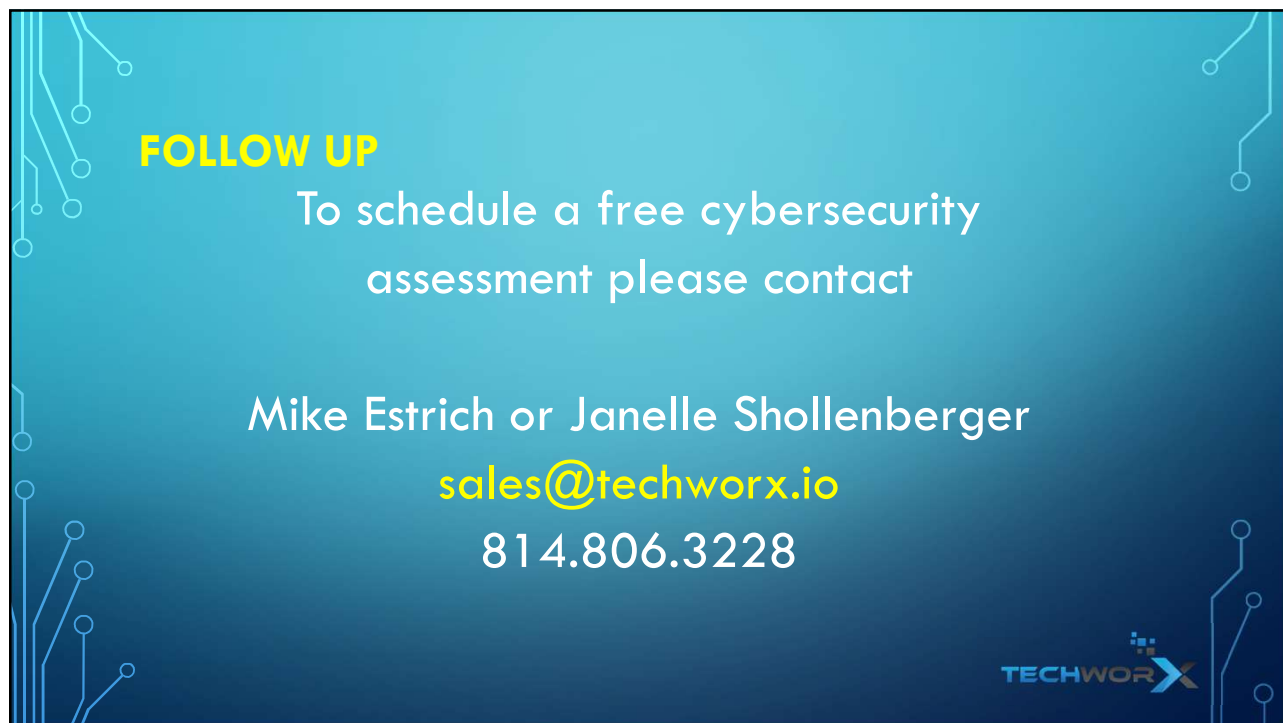 FOLLOW UP
To schedule a free cybersecurity
assessment please contact
Mike Estrich or Janelle Shollenberger
sales@techworx.io
814.806.3228
TECHWORX